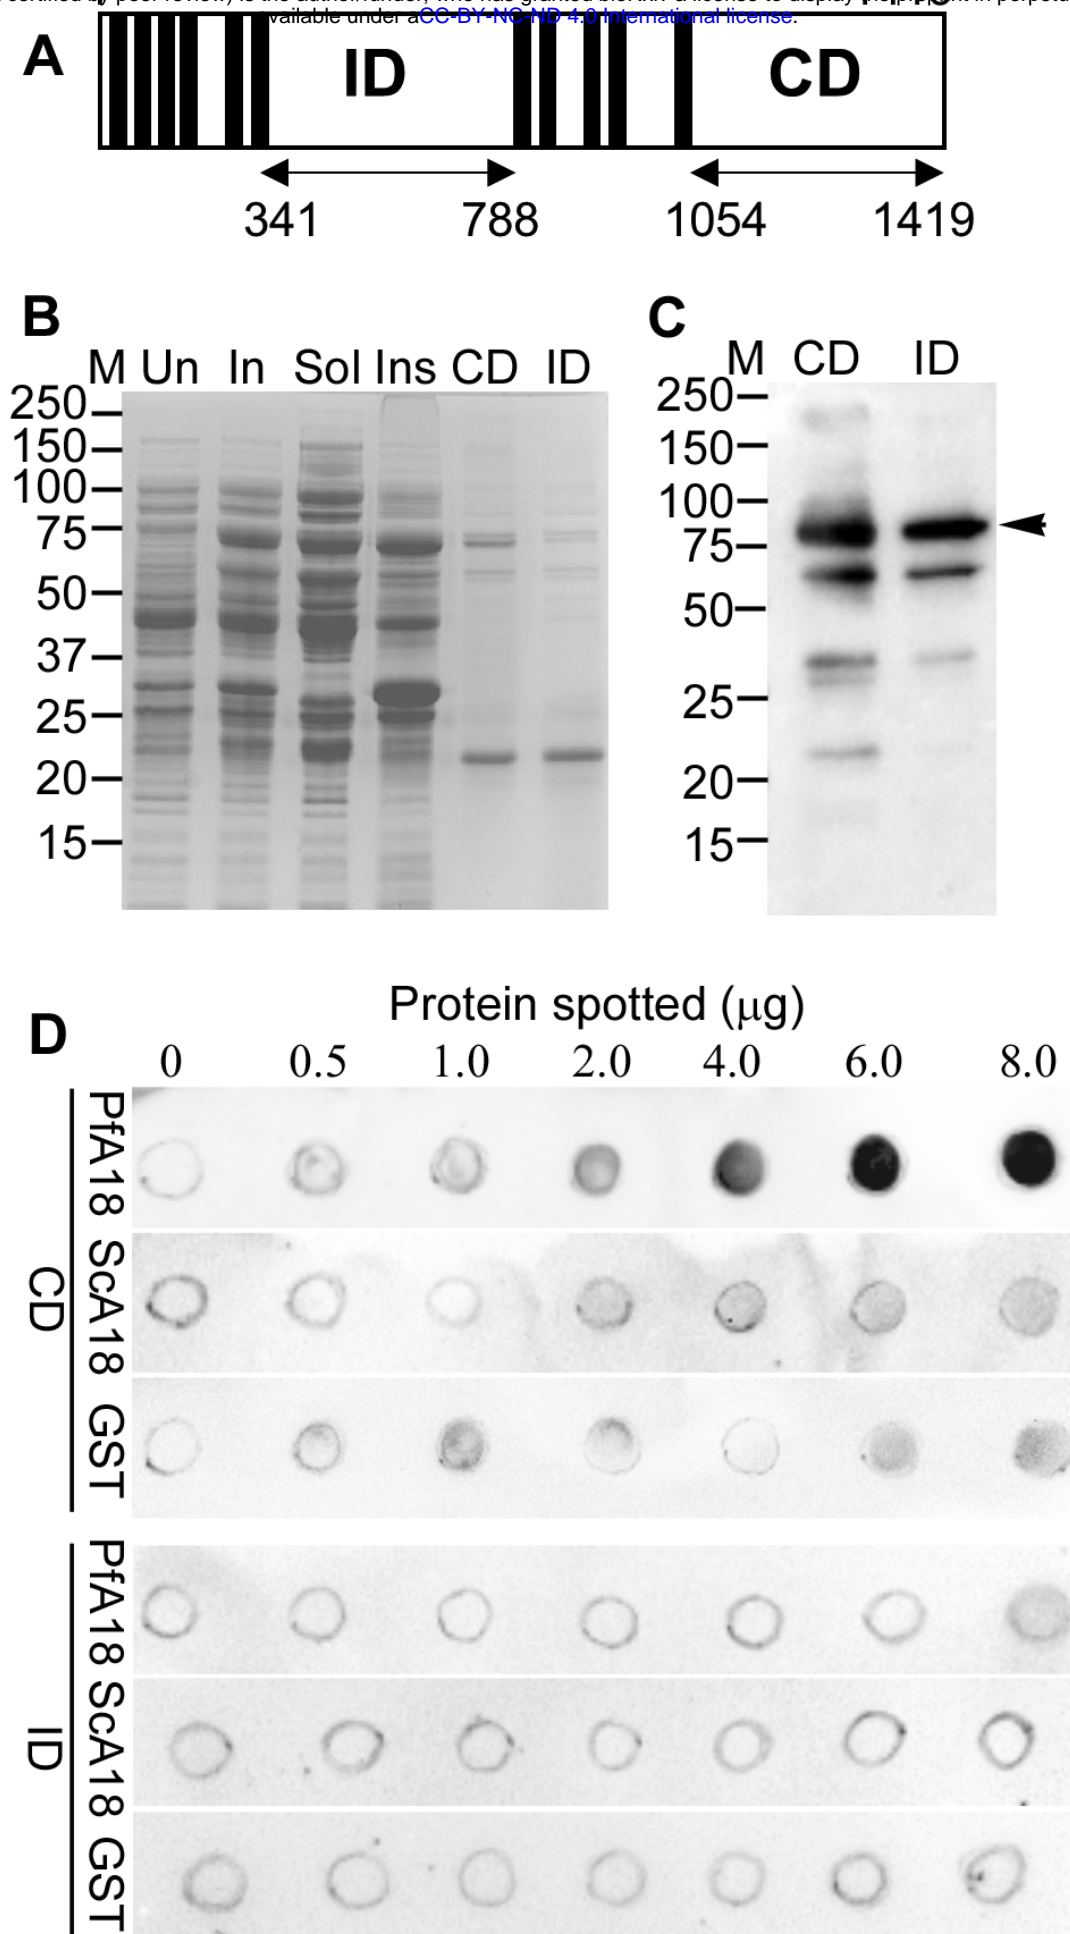 available under aCC-BY-NC-ND 4.0 International license.
A
ID
CD
341 788 1054 1419
B
M Un In Sol Ins CD ID
250
150
100
75
50
37
25
20
15
C
M CD ID
250
150
100
75
50
25
20
15
D
Protein spotted (μg)
0 0.5 1.0 2.0 4.0 6.0 8.0
CD
PfA18
ScA18
GST
ID
PfA18
ScA18
GST